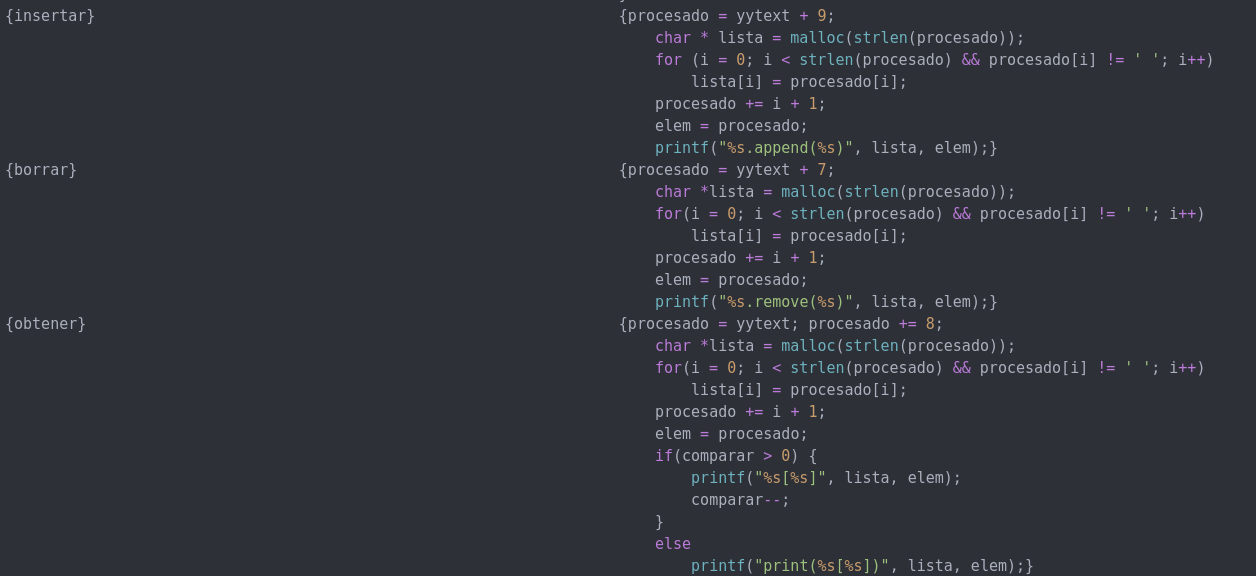 {insertar} {procesado = yytext + 9;
char * lista = malloc(strlen(procesado));
for (i = 0; i < strlen(procesado) && procesado[i] != ' '; i++)
lista[i] = procesado[i];
procesado += i + 1;
elem = procesado;
printf("%s.append(%s)", lista, elem);}
{borrar} {procesado = yytext + 7;
char *lista = malloc(strlen(procesado));
for(i = 0; i < strlen(procesado) && procesado[i] != ' '; i++)
lista[i] = procesado[i];
procesado += i + 1;
elem = procesado;
printf("%s.remove(%s)", lista, elem);}
{obtener} {procesado = yytext; procesado += 8;
char *lista = malloc(strlen(procesado));
for(i = 0; i < strlen(procesado) && procesado[i] != ' '; i++)
lista[i] = procesado[i];
procesado += i + 1;
elem = procesado;
if(comparar > 0) {
printf("%s[%s]", lista, elem);
comparar--;
}
else
printf("print(%s[%s])", lista, elem);}